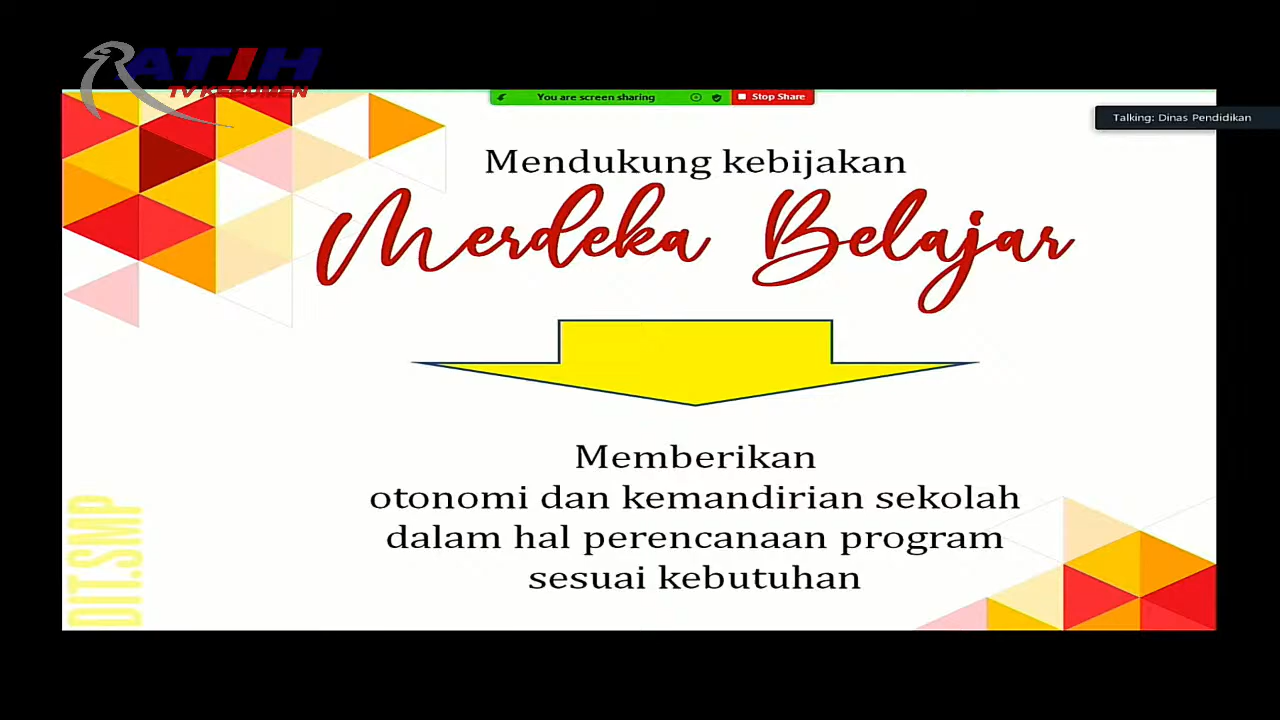 RATIH
TV KEBUMEN
You are screen sharing
Stop Share
Talking: Dinas Pendidikan
Mendukung kebijakan
Merdeka Belajar
Memberikan
otonomi dan kemandirian sekolah
dalam hal perencanaan program
sesuai kebutuhan
DIT.SMP